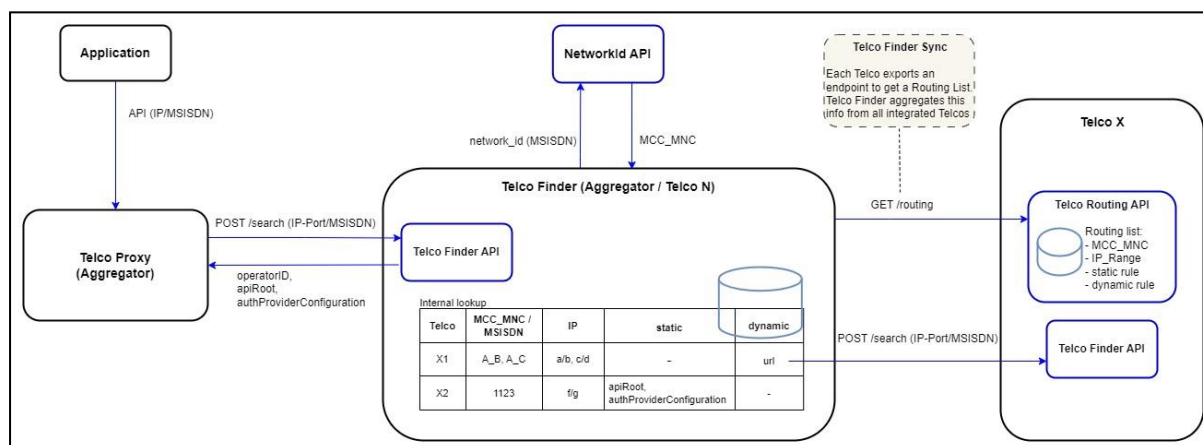 Application
NetworkId API
Telco Finder Sync
Each Telco exports an
endpoint to get a Routing List.
Telco Finder aggregates this
info from all integrated Telcos
API (IP/MSISDN)
network_id (MSISDN)
MCC_MNC
Telco X
Telco Finder (Aggregator / Telco N)
GET /routing
Telco Routing API
Routing list:
- MCC_MNC
- IP_Range
- static rule
- dynamic rule
Telco Proxy
(Aggregator)
POST /search (IP-Port/MSISDN)
Telco Finder API
operatorID,
apiRoot,
authProviderConfiguration
Internal lookup
Telco MCC_MNC / MSISDN IP static dynamic
X1 A_B, A_C a/b, c/d – url
X2 1123 f/g apiRoot, authProviderConfiguration -
POST /search (IP-Port/MSISDN)
Telco Finder API